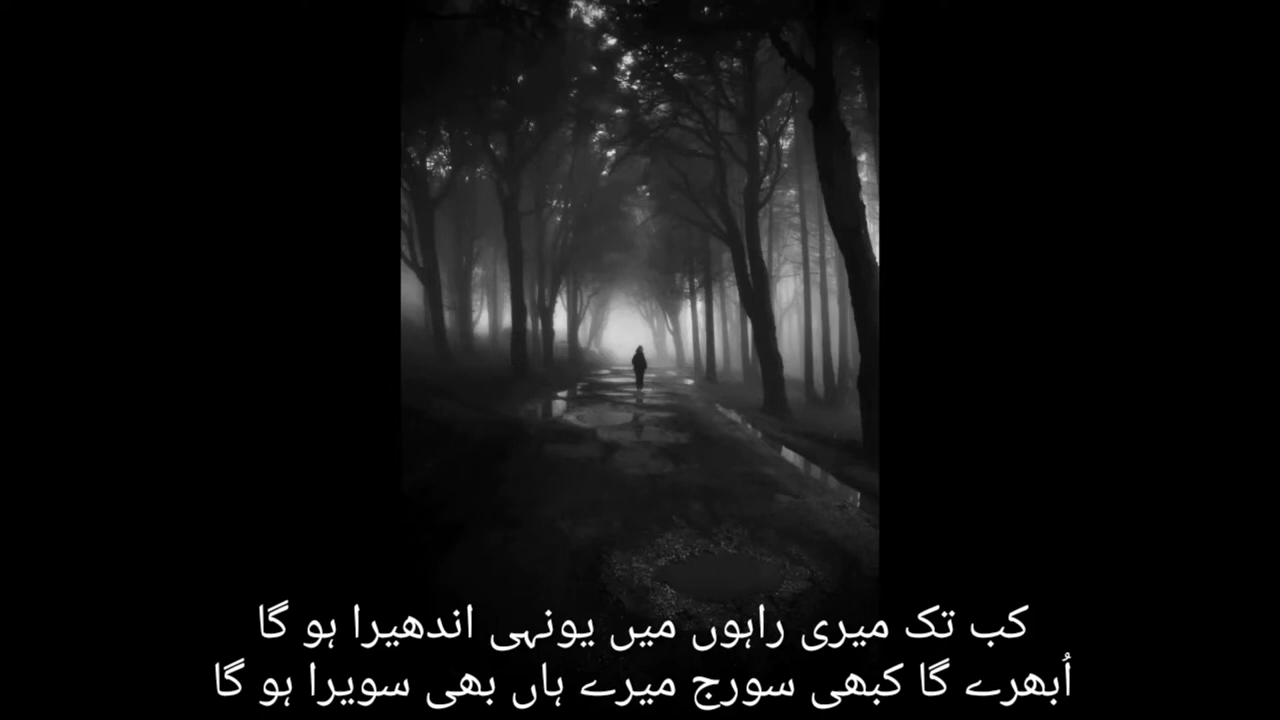 کب تک میری راہوں میں یونہی اندھیرا ہو گا
اُبھرے گا کبھی سورج میرے ہاں بھی سویرا ہو گا